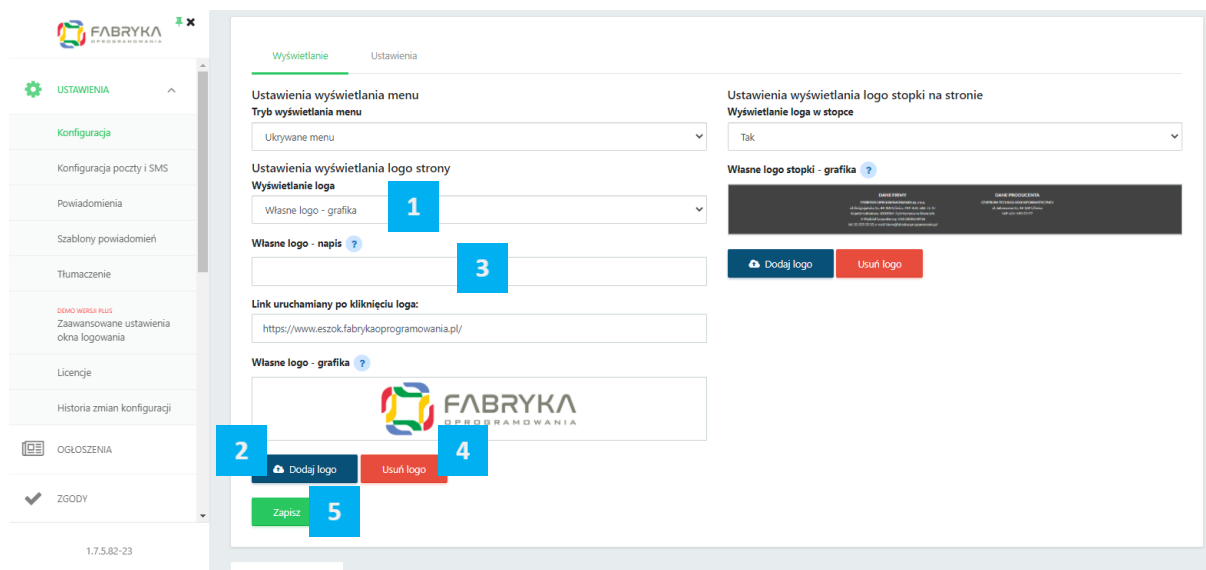 FABRYKA
OPROGRAMOWANIA
USTAWIENIA
Konfiguracja
Konfiguracja poczty i SMS
Powiadomienia
Szablony powiadomień
Tłumaczenie
DEMO WERSJI PLUS
Zaawansowane ustawienia
okna logowania
Licencje
Historia zmian konfiguracji
OGŁOSZENIA
ZGODY
1.7.5.82-23
Wyświetlanie
Ustawienia
Ustawienia wyświetlania menu
Tryb wyświetlania menu
Ukrywane menu
Ustawienia wyświetlania logo strony
Wyświetlanie loga
1
Własne logo - grafika
Własne logo - napis ?
3
Link uruchamiany po kliknięciu loga:
https://www.eszok.fabrykaoprogramowania.pl/
Własne logo - grafika ?
FABRYKA
OPROGRAMOWANIA
2
4
Dodaj logo
Usuń logo
Zapisz
5
Ustawienia wyświetlania logo stopki na stronie
Wyświetlanie loga w stopce
Tak
Własne logo stopki - grafika ?
DANE FIRMY
DANE PRODUCENTA
Dodaj logo
Usuń logo